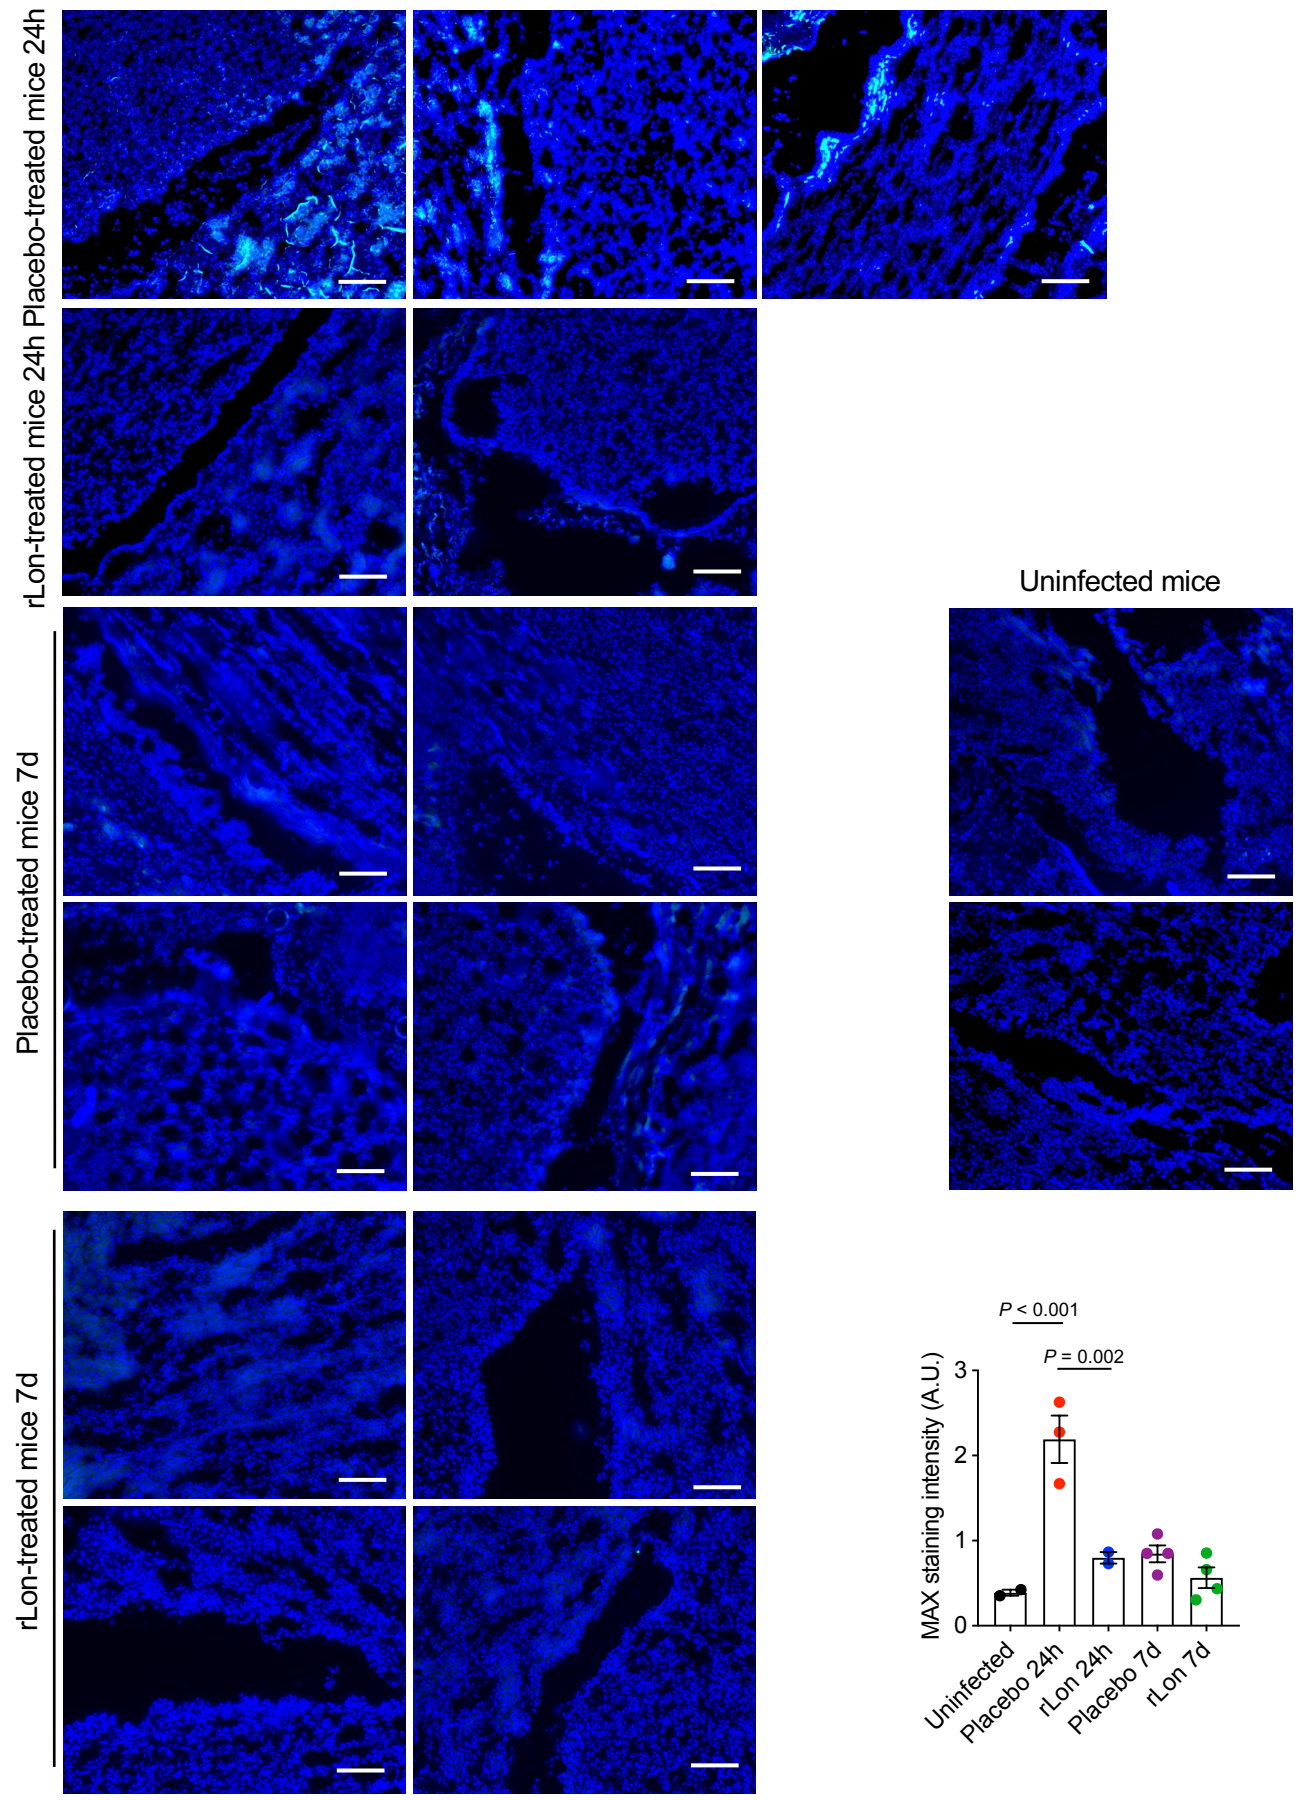 Placebo-treated mice 24h
rLon-treated mice 24h
Uninfected mice
Placebo-treated mice 7d
rLon-treated mice 7d
P < 0.001
P = 0.002
MAX staining intensity (A.U.)
3
2
1
0
Uninfected
Placebo 24h
rLon 24h
Placebo 7d
rLon 7d